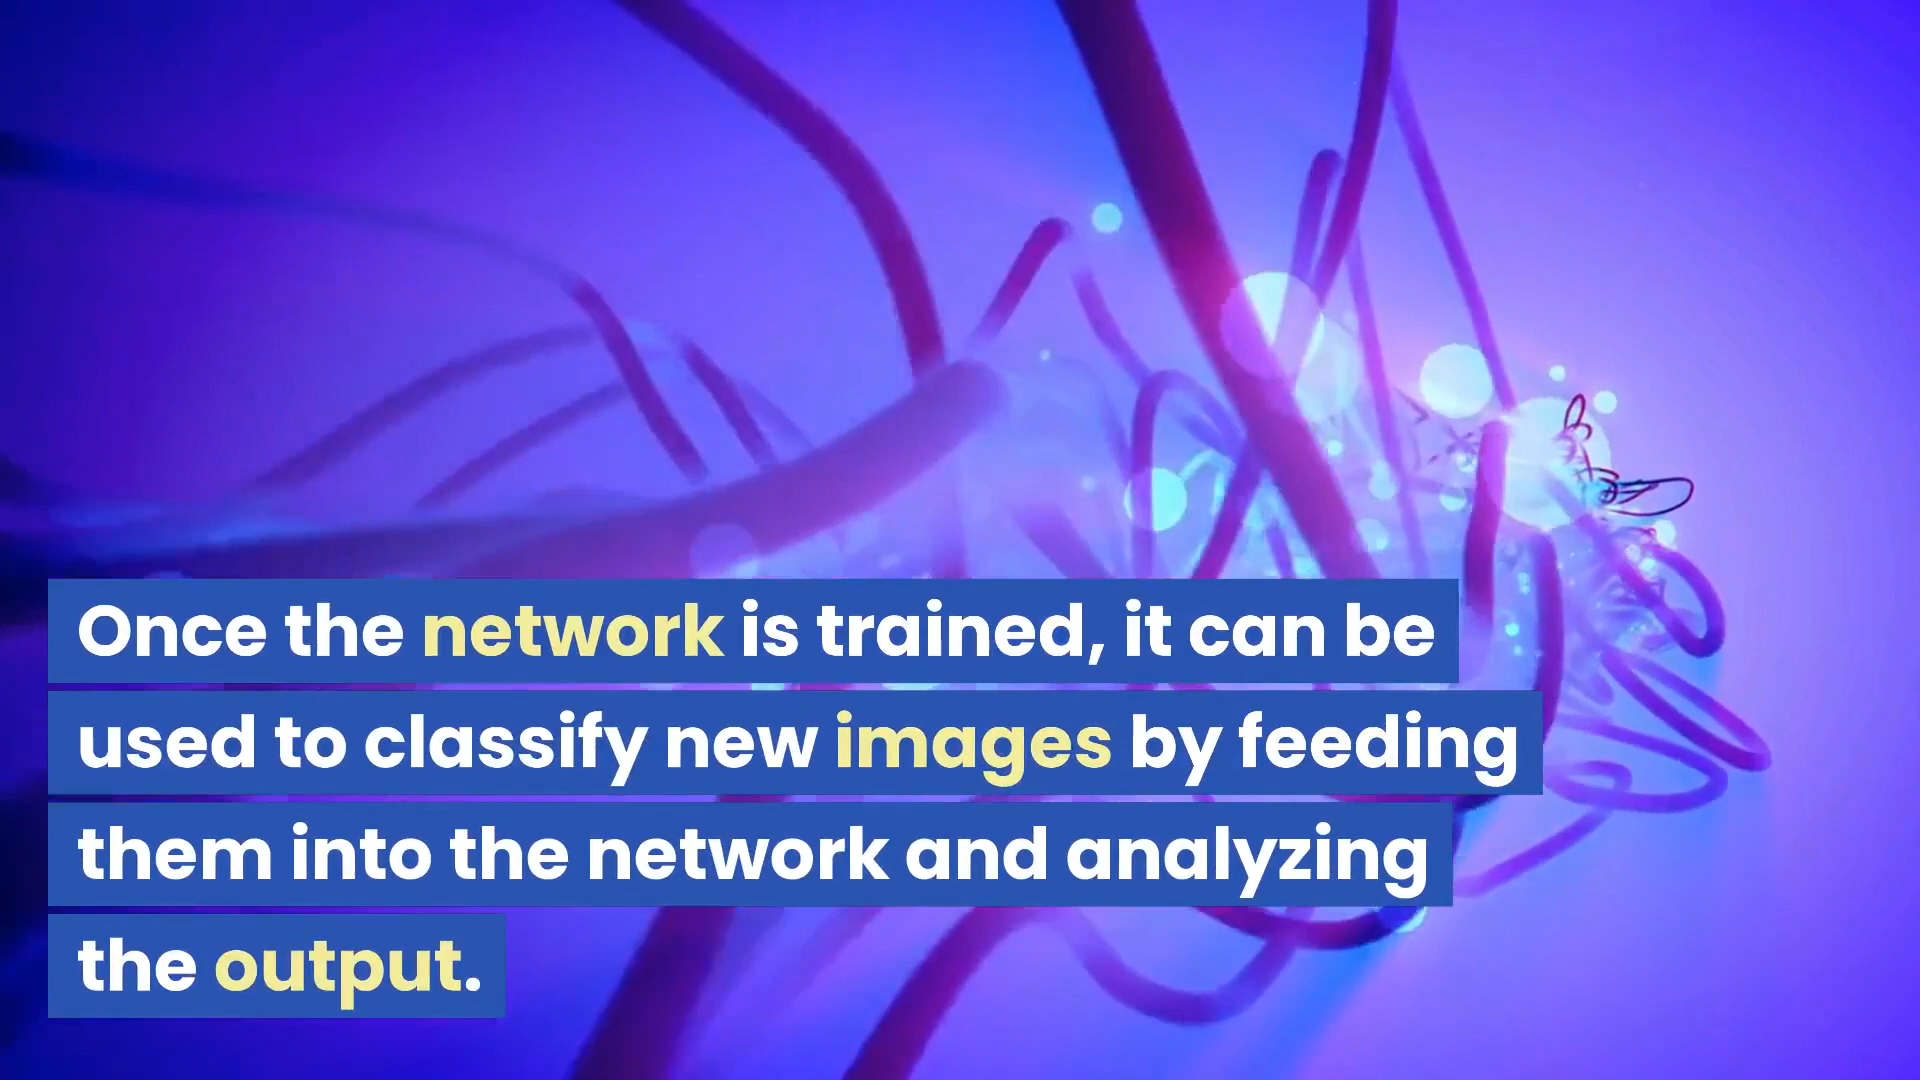 Once the network is trained, it can be
used to classify new images by feeding
them into the network and analyzing
the output.